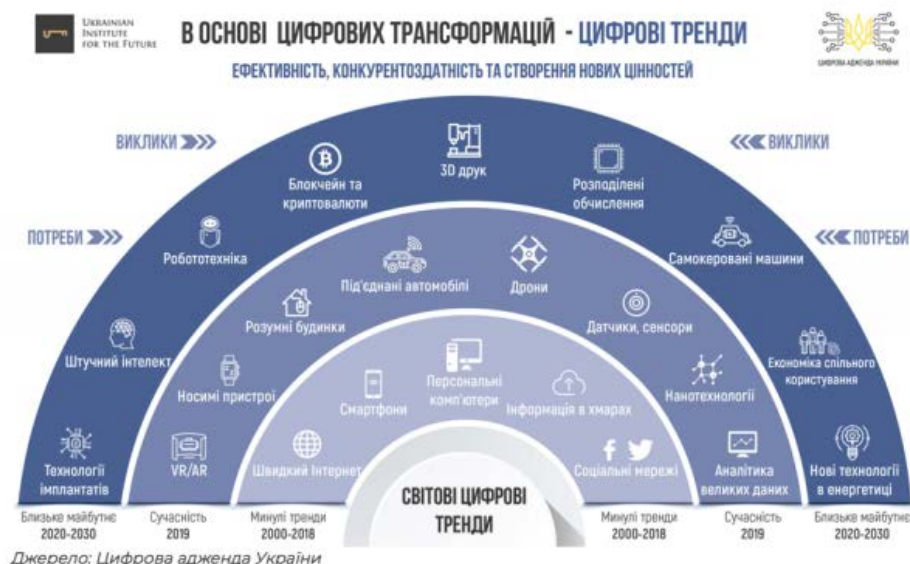 UKRAINIAN
INSTITUTE
FOR THE FUTURE
В ОСНОВІ ЦИФРОВИХ ТРАНСФОРМАЦІЙ - ЦИФРОВІ ТРЕНДИ
ЕФЕКТИВНІСТЬ, КОНКУРЕНТОЗДАТНІСТЬ ТА СТВОРЕННЯ НОВИХ ЦІННОСТЕЙ
ЦИФРОВА АДЖЕНДА УКРАЇНИ
ВИКЛИКИ
ВИКЛИКИ
ПОТРЕБИ
ПОТРЕБИ
Технології
імплантатів
Штучний інтелект
Робототехніка
Блокчейн та
криптовалюти
3D друк
Розподілені
обчислення
Самокеровані машини
Економіка спільного
користування
Нові технології
в енергетиці
VR/AR
Носимі пристрої
Розумні будинки
Під'єднані автомобілі
Дрони
Датчики, сенсори
Нанотехнології
Аналітика
великих даних
Швидкий Інтернет
Смартфони
Персональні
комп'ютери
Інформація в хмарах
Соціальні мережі
СВІТОВІ ЦИФРОВІ
ТРЕНДИ
Близьке майбутнє
2020-2030
Сучасність
2019
Минулі тренди
2000-2018
Минулі тренди
2000-2018
Сучасність
2019
Близьке майбутнє
2020-2030
Джерело: Цифрова адженда України